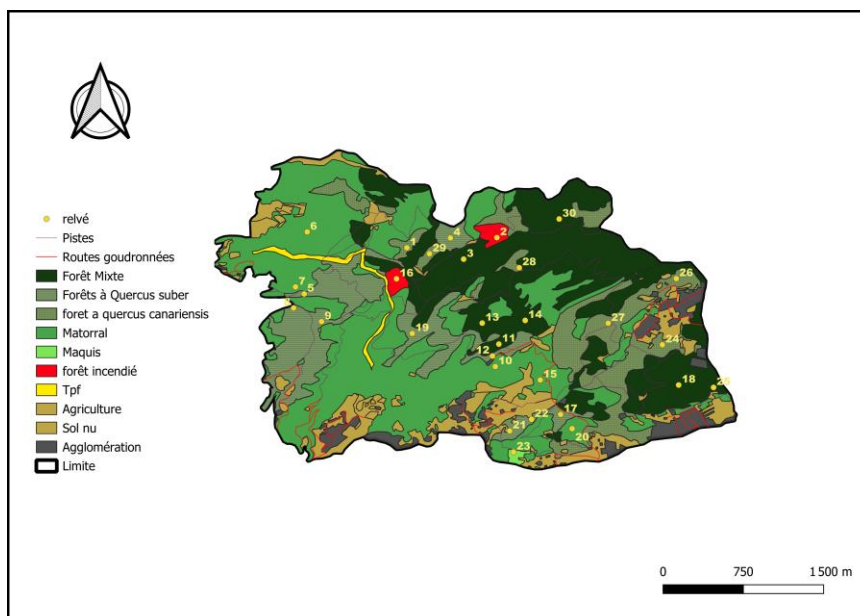 relvé
Pistes
Routes goudronnées
Forêt Mixte
Forêts à Quercus suber
foret a quercus canariensis
Matorral
Maquis
forêt incendié
Tpf
Agriculture
Sol nu
Agglomération
Limite
30
6
4
2
1
29
3
28
26
16
7
5
9
13
14
27
19
11
24
12
10
15
18
22
17
21
20
23
0 750 1 500 m